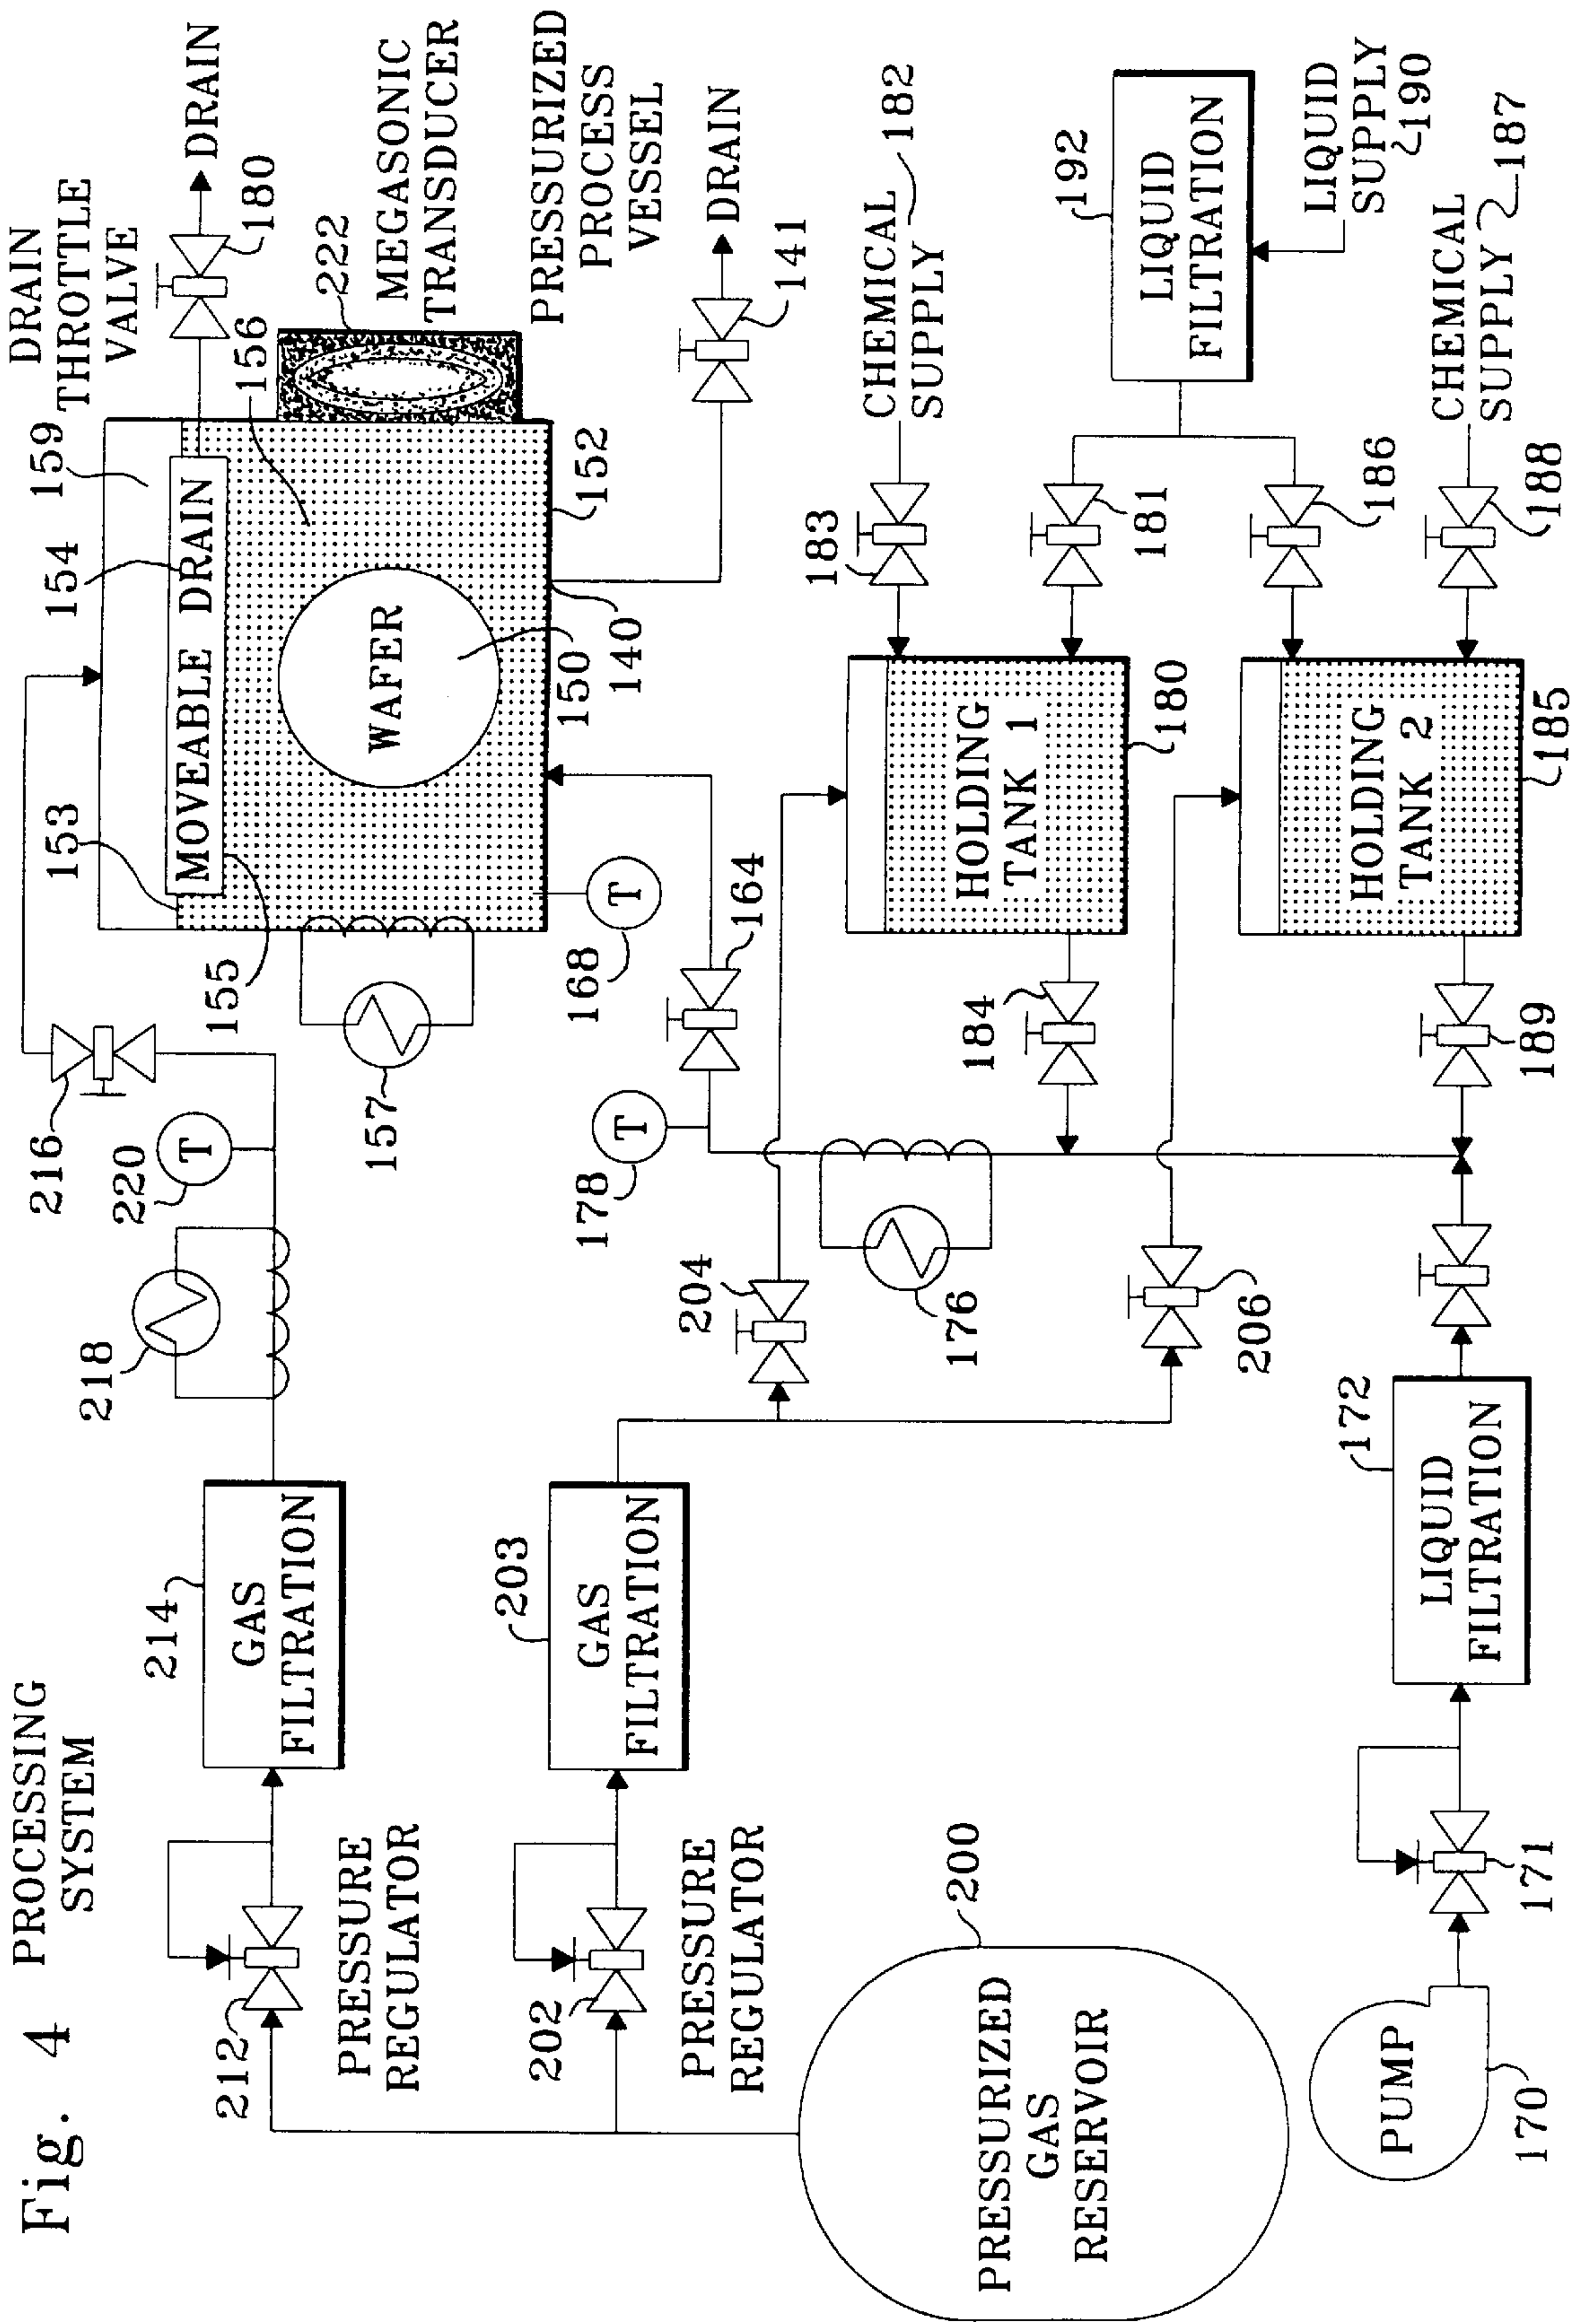 Fig. 4 PROCESSING
SYSTEM
DRAIN
THROTTLE
VALVE
DRAIN
180
159
154
153
156
MOVEABLE DRAIN
WAFER
155
222
MEGASONIC
TRANSDUCER
PRESSURIZED
PROCESS
VESSEL
152
150
140
141
DRAIN
157
168
T
164
216
220
T
218
214
GAS
FILTRATION
212
PRESSURE
REGULATOR
203
GAS
FILTRATION
202
PRESSURE
REGULATOR
200
PRESSURIZED
GAS
RESERVOIR
178
T
176
204
206
184
HOLDING
TANK 1
180
183
181
CHEMICAL
SUPPLY
182
192
LIQUID
FILTRATION
LIQUID
SUPPLY
190
186
188
CHEMICAL
SUPPLY
187
HOLDING
TANK 2
185
189
172
LIQUID
FILTRATION
171
PUMP
170